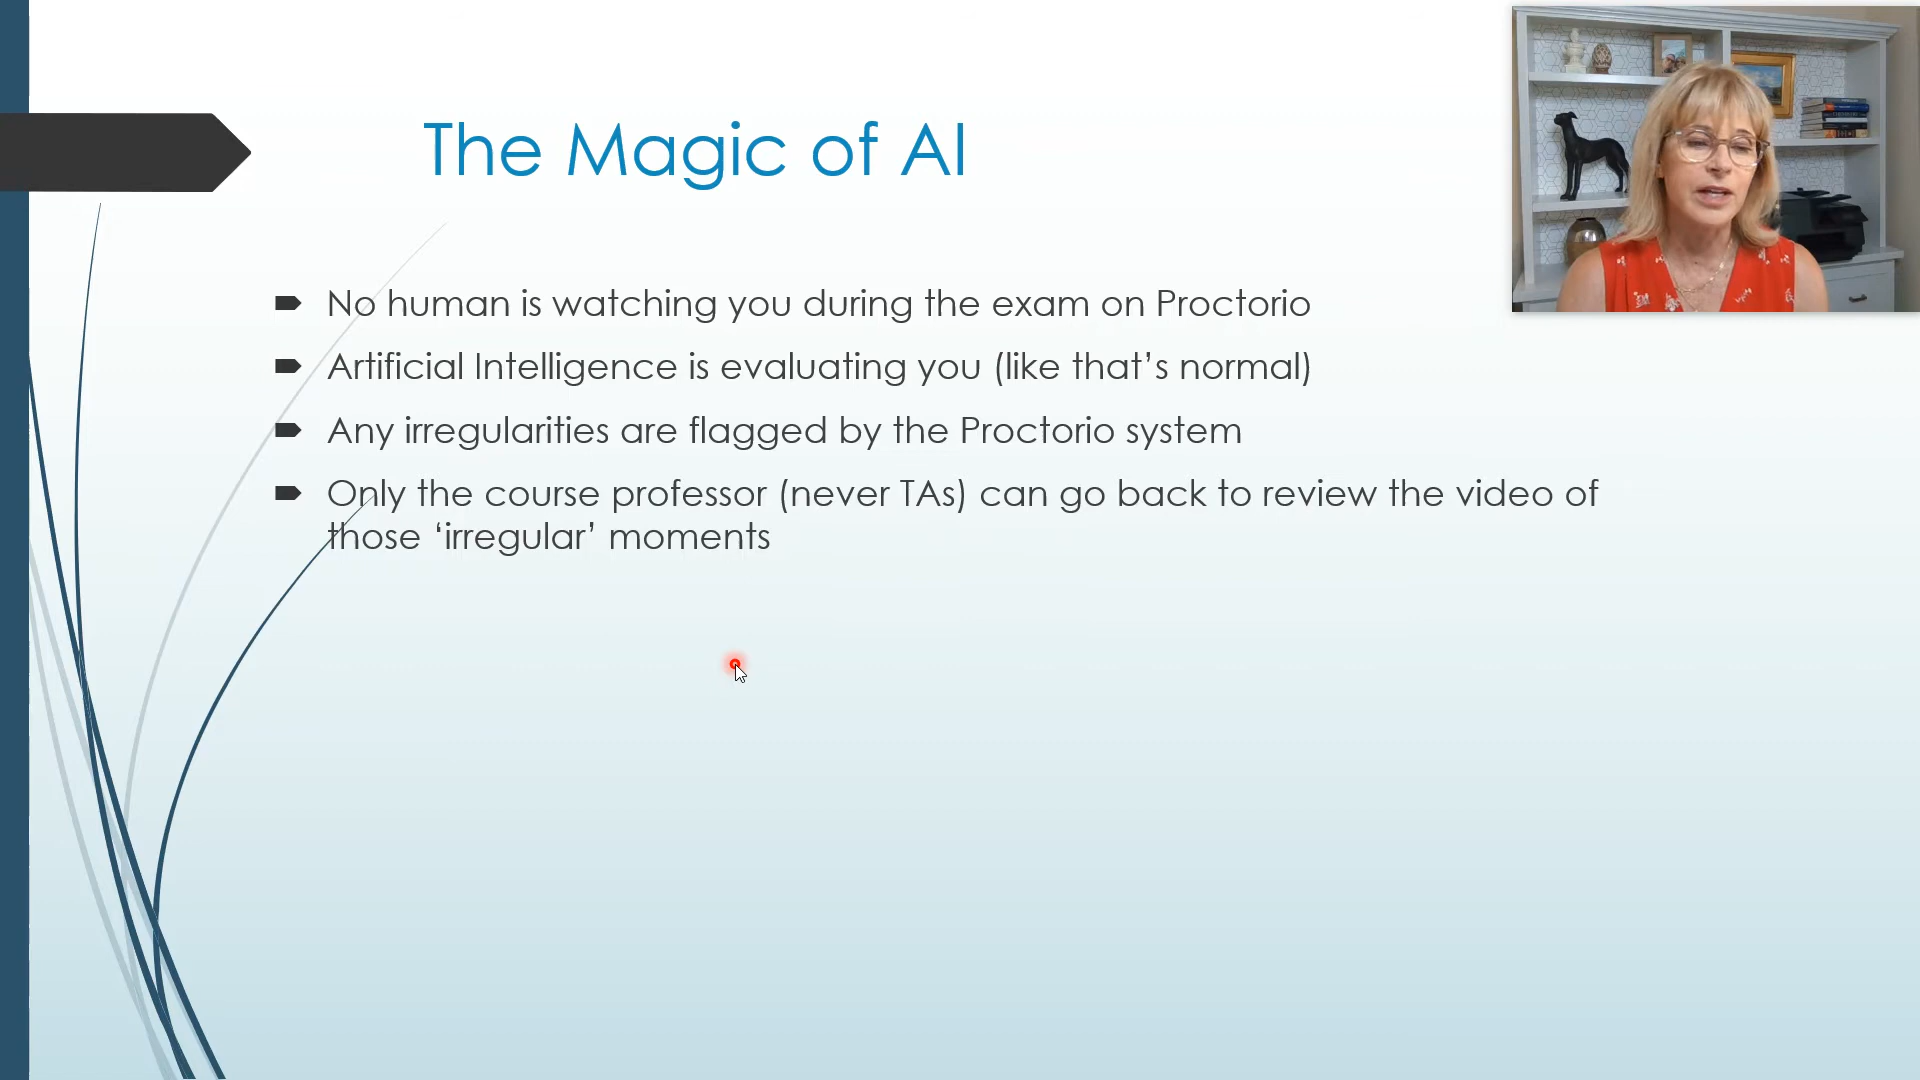 The Magic of AI
No human is watching you during the exam on Proctorio
Artificial Intelligence is evaluating you (like that’s normal)
Any irregularities are flagged by the Proctorio system
Only the course professor (never TAs) can go back to review the video of
those ‘irregular’ moments